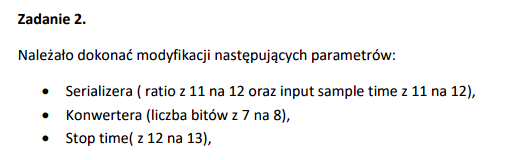 Zadanie 2.
Należało dokonać modyfikacji następujących parametrów:
• Serializera ( ratio z 11 na 12 oraz input sample time z 11 na 12),
• Konwertera (liczba bitów z 7 na 8),
• Stop time( z 12 na 13),